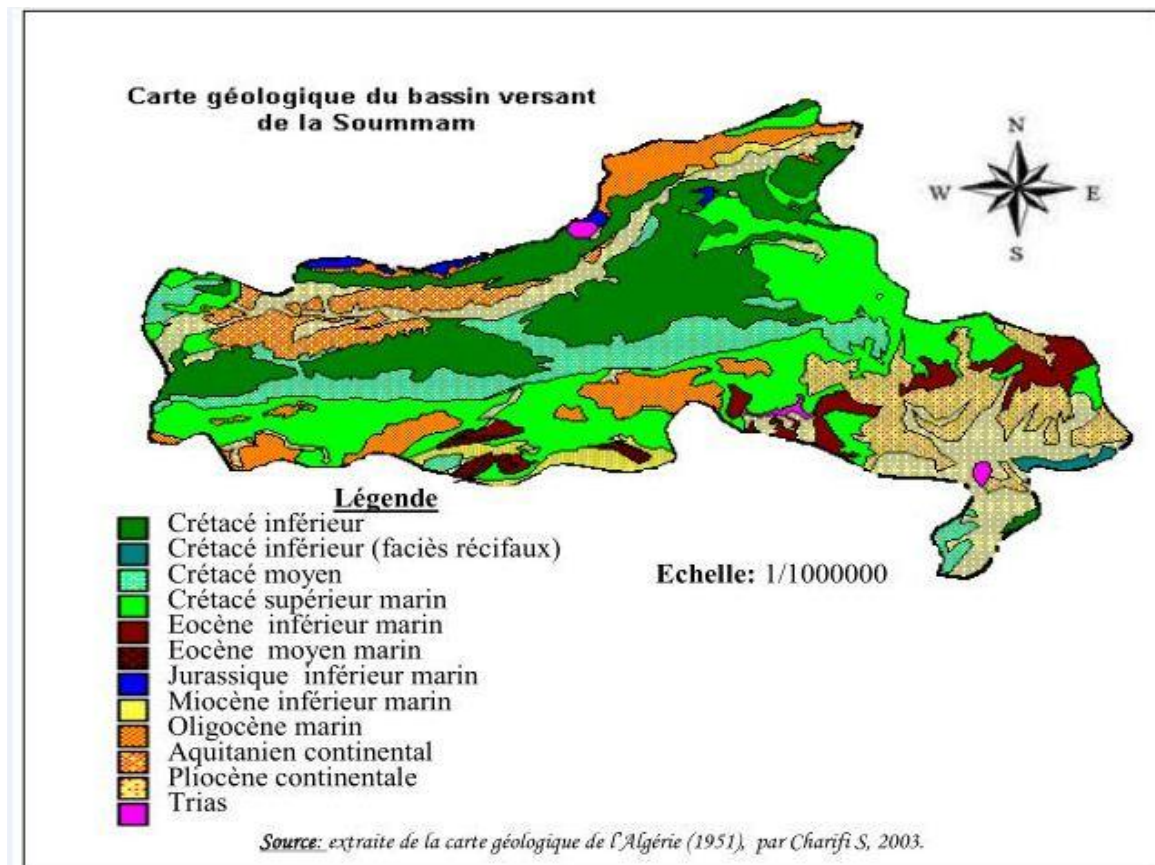 Carte géologique du bassin versant
de la Soummam
N
W
E
S
Légende
Crétacé inférieur
Crétacé inférieur (faciès récifaux)
Crétacé moyen
Crétacé supérieur marin
Eocène inférieur marin
Eocène moyen marin
Jurassique inférieur marin
Miocène inférieur marin
Oligocène marin
Aquitanien continental
Pliocène continentale
Trias
Echelle: 1/1000000
Source: extraite de la carte géologique de l'Algérie (1951), par Charifi S, 2003.